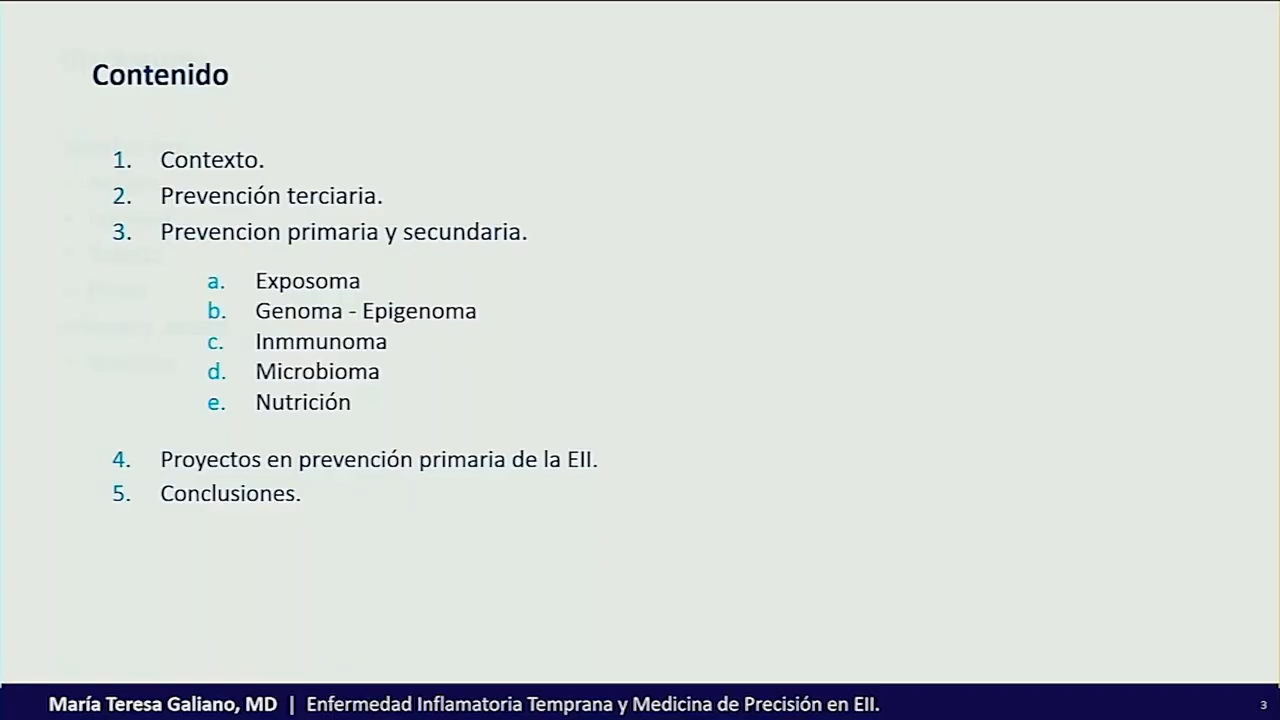 Contenido
1. Contexto.
2. Prevención terciaria.
3. Prevencion primaria y secundaria.
a. Exposoma
b. Genoma - Epigenoma
c. Inmmunoma
d. Microbioma
e. Nutrición
4. Proyectos en prevención primaria de la EII.
5. Conclusiones.
María Teresa Galiano, MD | Enfermedad Inflamatoria Temprana y Medicina de Precisión en EII.
3